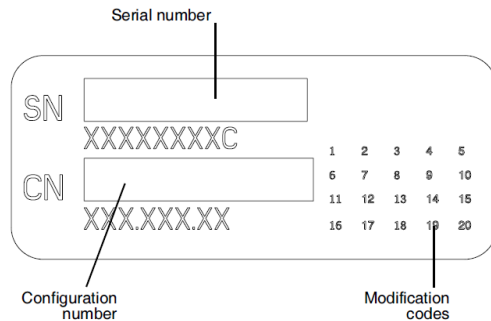 Serial number
SN
XXXXXXXXC
CN
XXX.XXX.XX
1 2 3 4 5
6 7 8 9 10
11 12 13 14 15
16 17 18 19 20
Configuration
number
Modification
codes